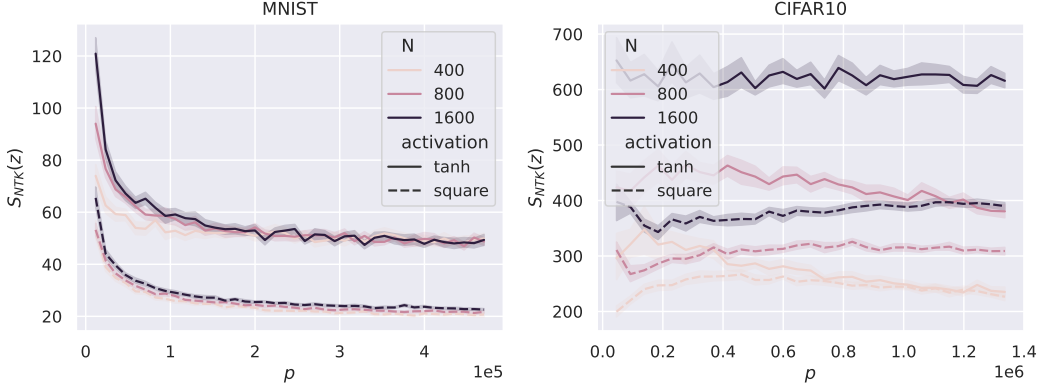 MNIST
S_NTK(z)
120
100
80
60
40
20
0
1
2
3
4
1e5
p
N
400
800
1600
activation
tanh
square
CIFAR10
S_NTK(z)
700
600
500
400
300
200
0.0
0.2
0.4
0.6
0.8
1.0
1.2
1.4
1e6
p
N
400
800
1600
activation
tanh
square